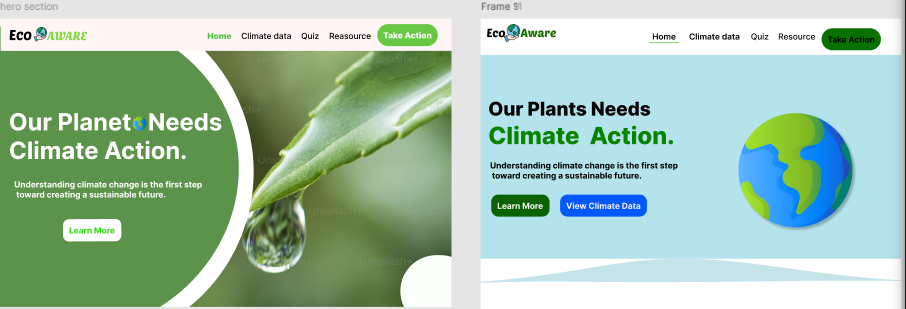 hero section
Eco AWARE
Home Climate data Quiz Reasource Take Action
Our Planet Needs
Climate Action.
Understanding climate change is the first step
toward creating a sustainable future.
Learn More
Unsplash+
Unsplash+
Frame
Eco Aware
Home Climate data Quiz Resource Take Action
Our Plants Needs
Climate Action.
Understanding climate change is the first step
toward creating a sustainable future.
Learn More View Climate Data